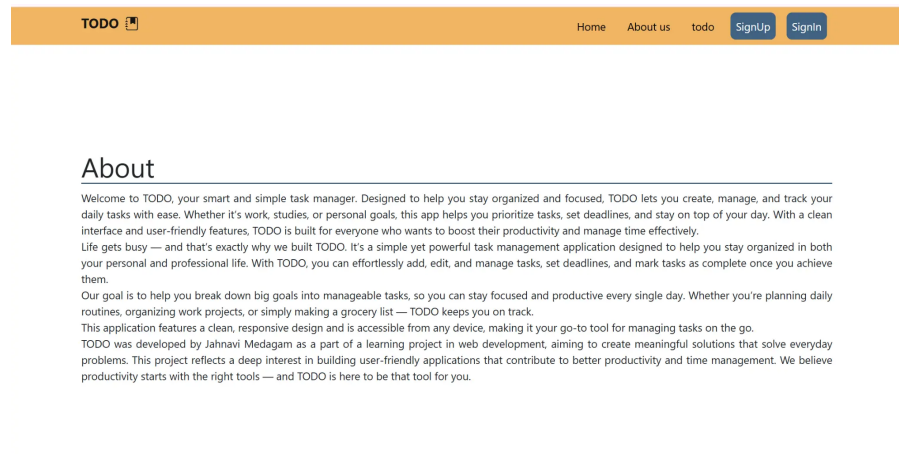 TODO
Home About us todo SignUp SignIn
About
Welcome to TODO, your smart and simple task manager. Designed to help you stay organized and focused, TODO lets you create, manage, and track your
daily tasks with ease. Whether it's work, studies, or personal goals, this app helps you prioritize tasks, set deadlines, and stay on top of your day. With a clean
interface and user-friendly features, TODO is built for everyone who wants to boost their productivity and manage time effectively.
Life gets busy — and that's exactly why we built TODO. It's a simple yet powerful task management application designed to help you stay organized in both
your personal and professional life. With TODO, you can effortlessly add, edit, and manage tasks, set deadlines, and mark tasks as complete once you achieve
them.
Our goal is to help you break down big goals into manageable tasks, so you can stay focused and productive every single day. Whether you're planning daily
routines, organizing work projects, or simply making a grocery list — TODO keeps you on track.
This application features a clean, responsive design and is accessible from any device, making it your go-to tool for managing tasks on the go.
TODO was developed by Jahnavi Medagam as a part of a learning project in web development, aiming to create meaningful solutions that solve everyday
problems. This project reflects a deep interest in building user-friendly applications that contribute to better productivity and time management. We believe
productivity starts with the right tools — and TODO is here to be that tool for you.